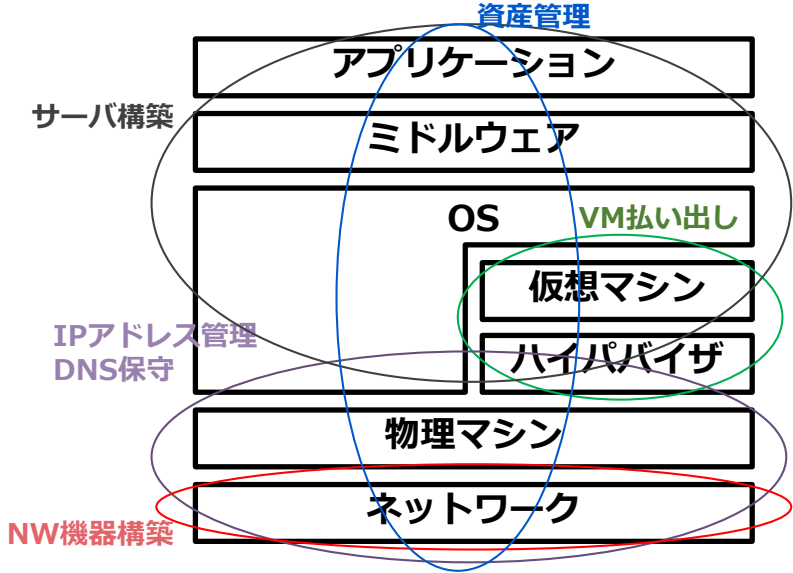 資産管理
アプリケーション
サーバ構築
ミドルウェア
OS
VM払い出し
仮想マシン
IPアドレス管理
DNS保守
ハイパバイザ
物理マシン
ネットワーク
NW機器構築